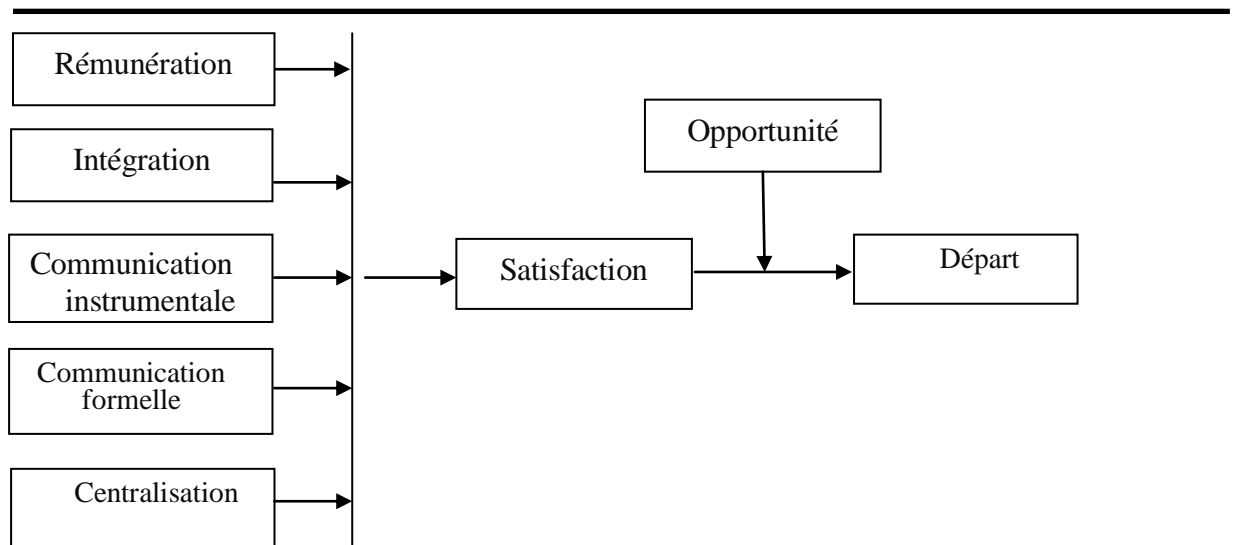 Rémunération
Intégration
Opportunité
Communication
instrumentale
Satisfaction
Départ
Communication
formelle
Centralisation